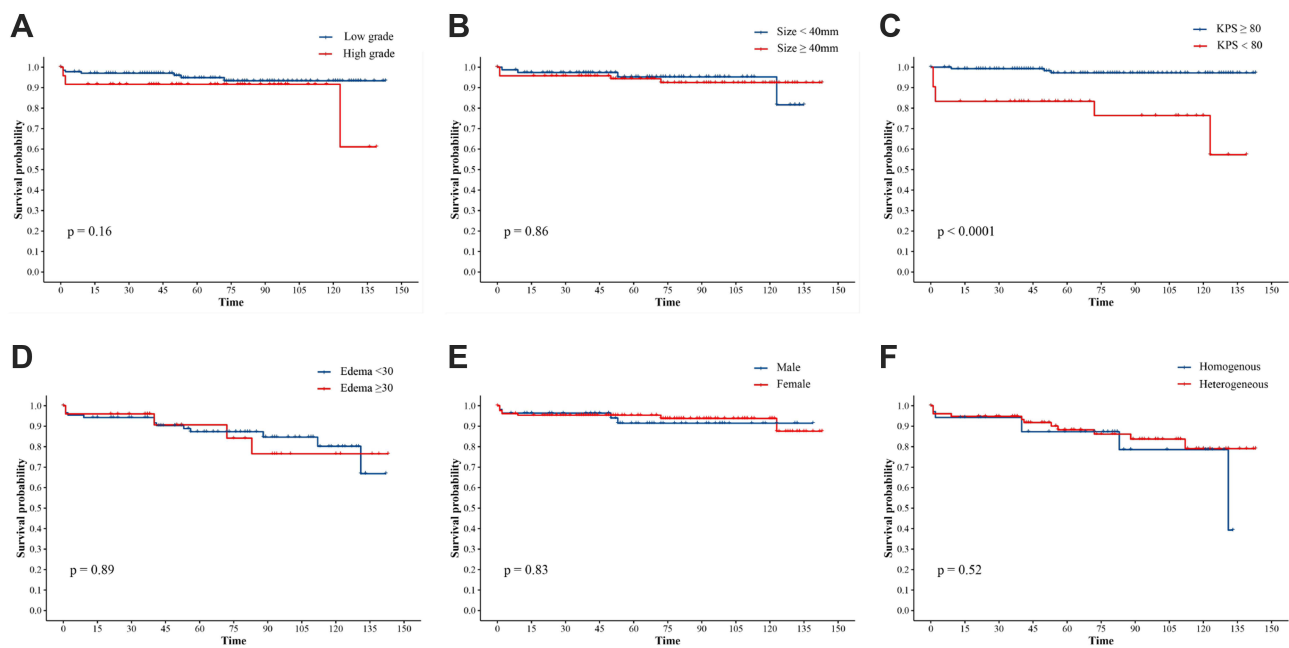 A
Low grade
High grade
Survival probability
1.0
0.9
0.8
0.7
0.6
0.5
0.4
0.3
0.2
0.1
0.0
p = 0.16
0 15 30 45 60 75 90 105 120 135 150
Time
B
Size < 40mm
Size ≥ 40mm
Survival probability
1.0
0.9
0.8
0.7
0.6
0.5
0.4
0.3
0.2
0.1
0.0
p = 0.86
0 15 30 45 60 75 90 105 120 135 150
Time
C
KPS ≥ 80
KPS < 80
Survival probability
1.0
0.9
0.8
0.7
0.6
0.5
0.4
0.3
0.2
0.1
0.0
p < 0.0001
0 15 30 45 60 75 90 105 120 135 150
Time
D
Edema <30
Edema ≥30
Survival probability
1.0
0.9
0.8
0.7
0.6
0.5
0.4
0.3
0.2
0.1
0.0
p = 0.89
0 15 30 45 60 75 90 105 120 135 150
Time
E
Male
Female
Survival probability
1.0
0.9
0.8
0.7
0.6
0.5
0.4
0.3
0.2
0.1
0.0
p = 0.83
0 15 30 45 60 75 90 105 120 135 150
Time
F
Homogenous
Heterogeneous
Survival probability
1.0
0.9
0.8
0.7
0.6
0.5
0.4
0.3
0.2
0.1
0.0
p = 0.52
0 15 30 45 60 75 90 105 120 135 150
Time